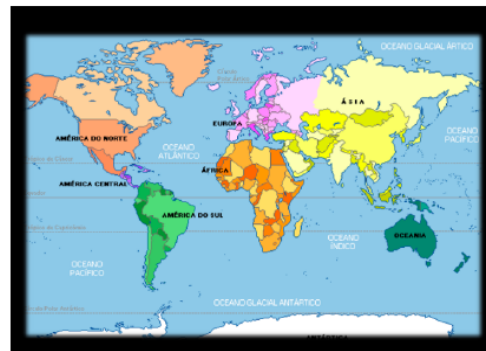 OCEANO GLACIAL ÁRTICO
ÁSIA
EUROPA
AMÉRICA DO NORTE
OCEANO
ATLÂNTICO
OCEANO
PACÍFICO
ÁFRICA
AMÉRICA CENTRAL
AMÉRICA DO SUL
OCEANIA
OCEANO
ÍNDICO
OCEANO
PACÍFICO
OCEANO GLACIAL ANTÁRTICO